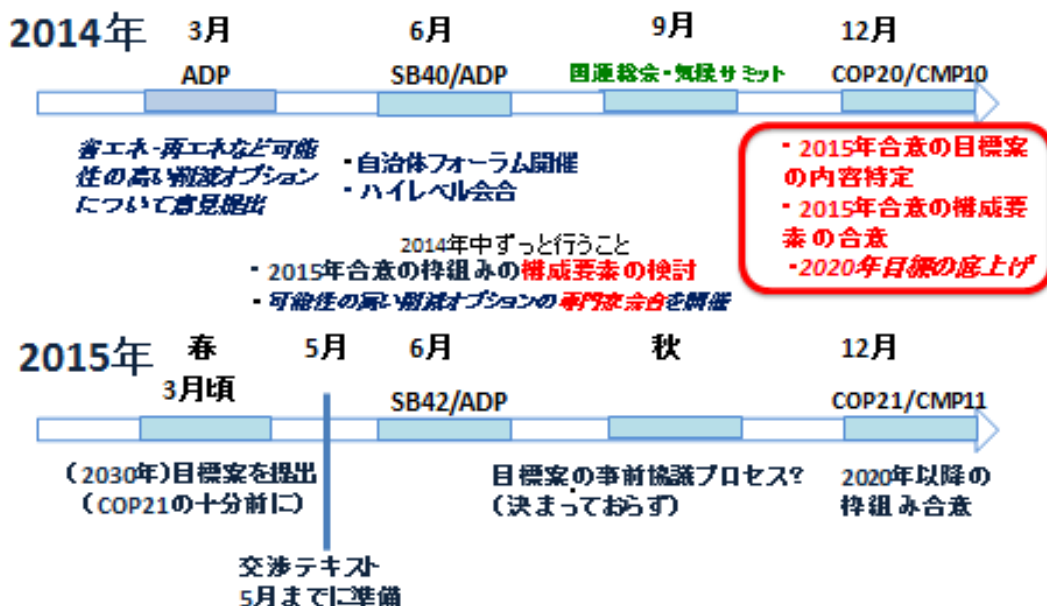 2014年 3月 6月 9月 12月
ADP SB40/ADP 国連総会・気候サミット COP20/CMP10
省エネ・再エネなど可能
性の高い削減オプション
について意見提出
・自治体フォーラム開催
・ハイレベル会合
・2015年合意の目標案
の内容特定
・2015年合意の構成要
素の合意
・2020年目標の底上げ
2014年中ずっと行うこと
・2015年合意の枠組みの構成要素の検討
・可能性の高い削減オプションの専門家会合を開催
2015年 春 5月 6月 秋 12月
3月頃
SB42/ADP COP21/CMP11
(2030年)目標案を提出
(COP21の十分前に)
目標案の事前協議プロセス?
(決まっておらず)
2020年以降の
枠組み合意
交渉テキスト
5月までに準備